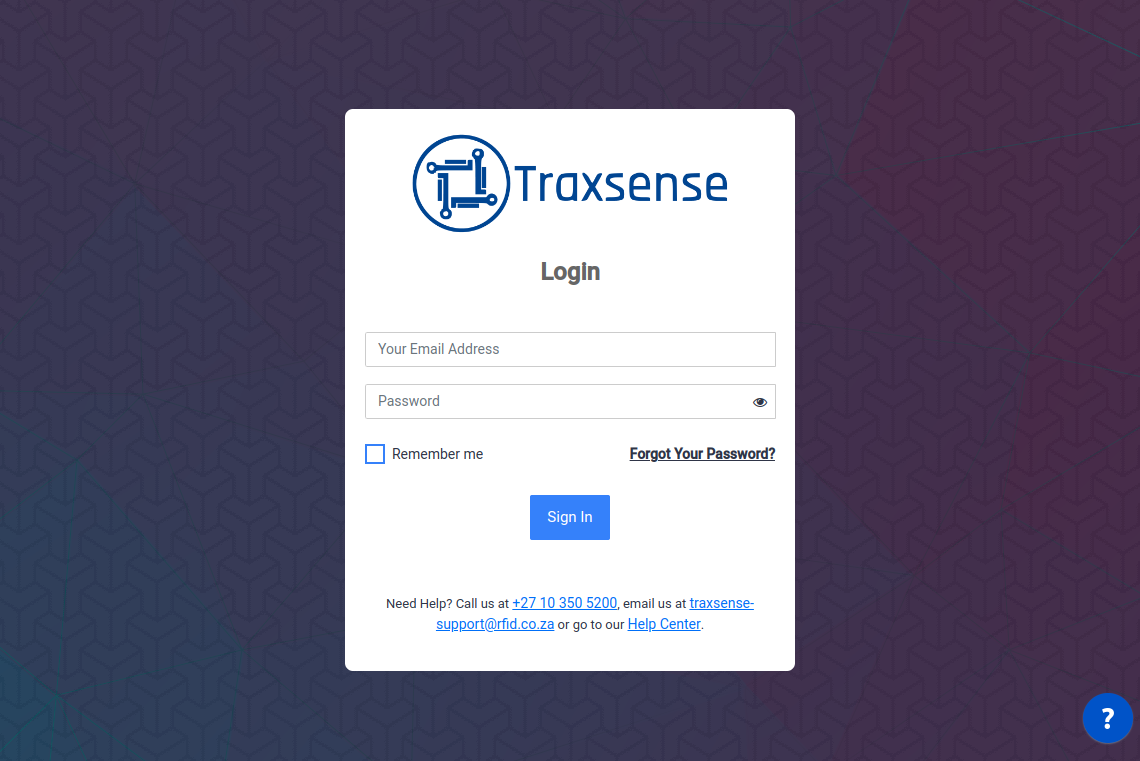 Traxsense
Login
Your Email Address
Password
Remember me
Forgot Your Password?
Sign In
Need Help? Call us at +27 10 350 5200, email us at traxsense-
support@rfid.co.za or go to our Help Center.
?